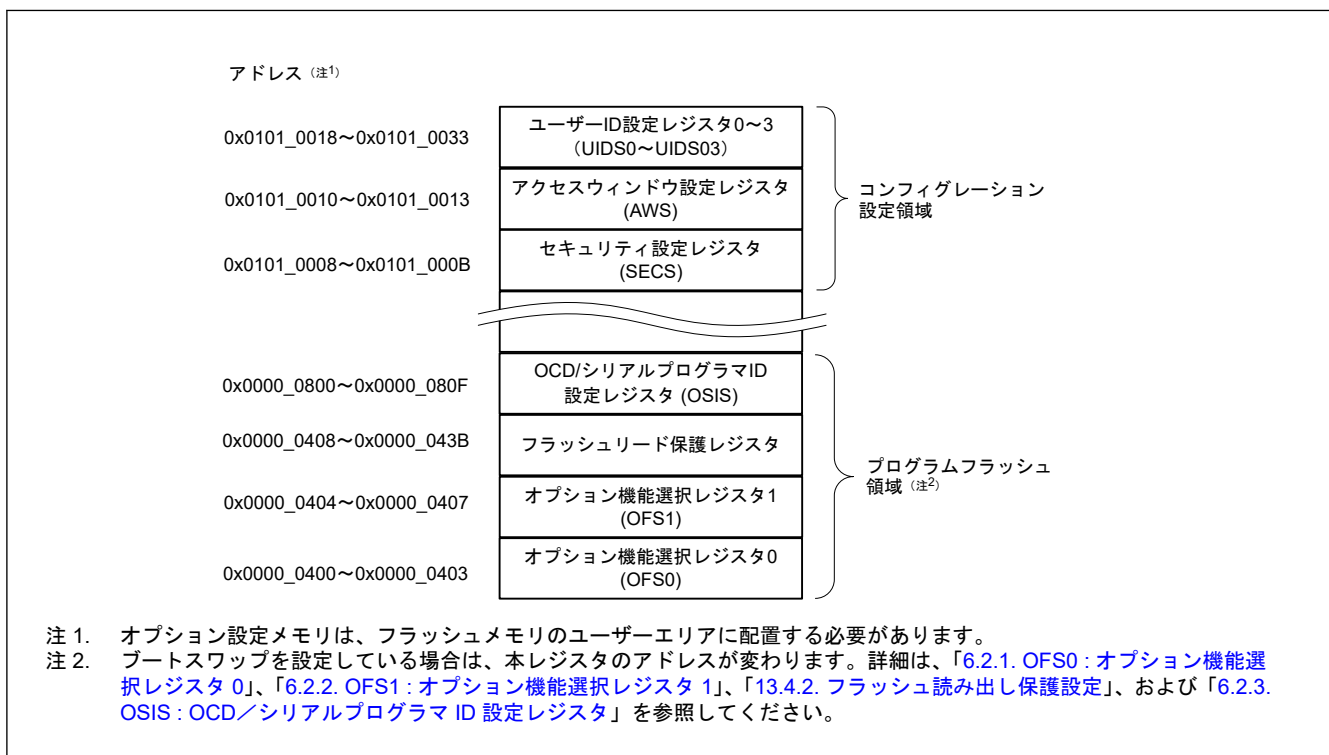 アドレス（注1）
0x0101_0018～0x0101_0033
ユーザーID設定レジスタ0～3
（UIDS0～UIDS03）
0x0101_0010～0x0101_0013
アクセスウィンドウ設定レジスタ
(AWS)
0x0101_0008～0x0101_000B
セキュリティ設定レジスタ
(SECS)
コンフィグレーション
設定領域
0x0000_0800～0x0000_080F
OCD/シリアルプログラマID
設定レジスタ (OSIS)
0x0000_0408～0x0000_043B
フラッシュリード保護レジスタ
0x0000_0404～0x0000_0407
オプション機能選択レジスタ1
(OFS1)
0x0000_0400～0x0000_0403
オプション機能選択レジスタ0
(OFS0)
プログラムフラッシュ
領域（注2）
注 1. オプション設定メモリは、フラッシュメモリのユーザーエリアに配置する必要があります。
注 2. ブートスワップを設定している場合は、本レジスタのアドレスが変わります。詳細は、「6.2.1. OFS0 : オプション機能選
択レジスタ 0」、「6.2.2. OFS1 : オプション機能選択レジスタ 1」、「13.4.2. フラッシュ読み出し保護設定」、および「6.2.3.
OSIS : OCD／シリアルプログラマ ID 設定レジスタ」を参照してください。